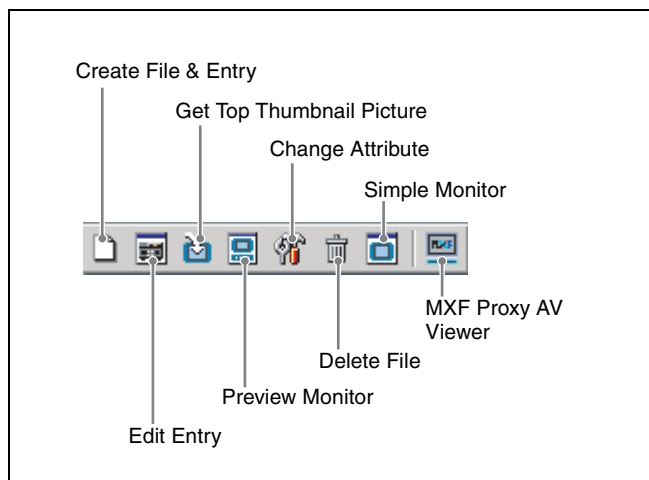 Create File & Entry
Get Top Thumbnail Picture
Change Attribute
Simple Monitor
MXF
MXF Proxy AV
Viewer
Delete File
Preview Monitor
Edit Entry